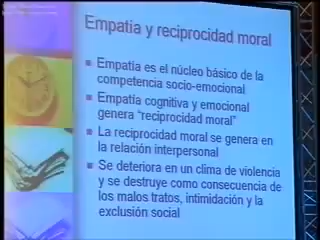 Empatía y reciprocidad moral
Empatía es el núcleo básico de la
competencia socio-emocional
Empatía cognitiva y emocional
genera "reciprocidad moral"
La reciprocidad moral se genera en
la relación interpersonal
Se deteriora en un clima de violencia
y se destruye como consecuencia de
los malos tratos, intimidación y la
exclusión social